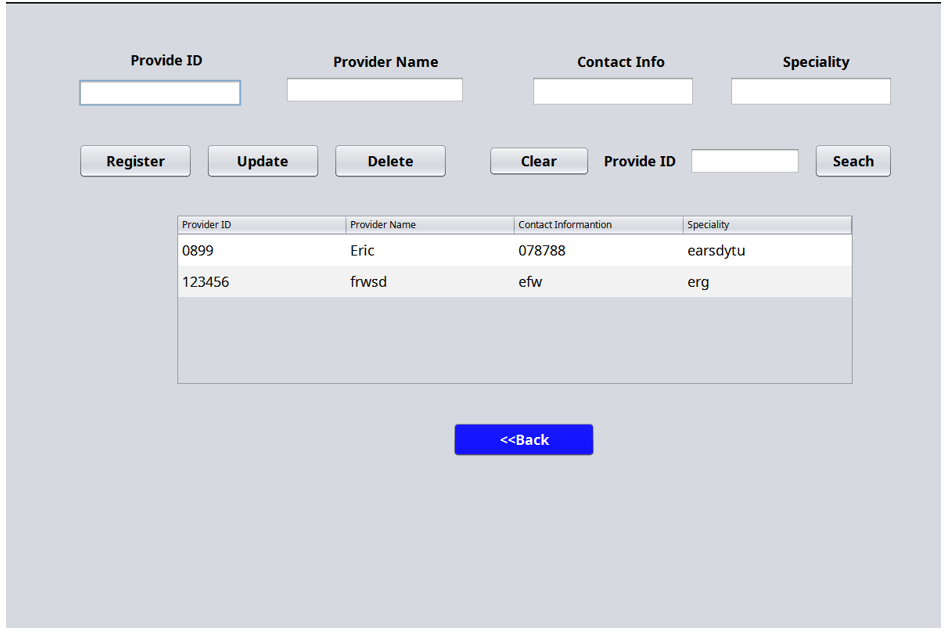 Provide ID Provider Name Contact Info Speciality
Register Update Delete Clear Provide ID Seach
Provider ID Provider Name Contact Informantion Speciality
0899 Eric 078788 earsdytu
123456 frwsd efw erg
<<Back